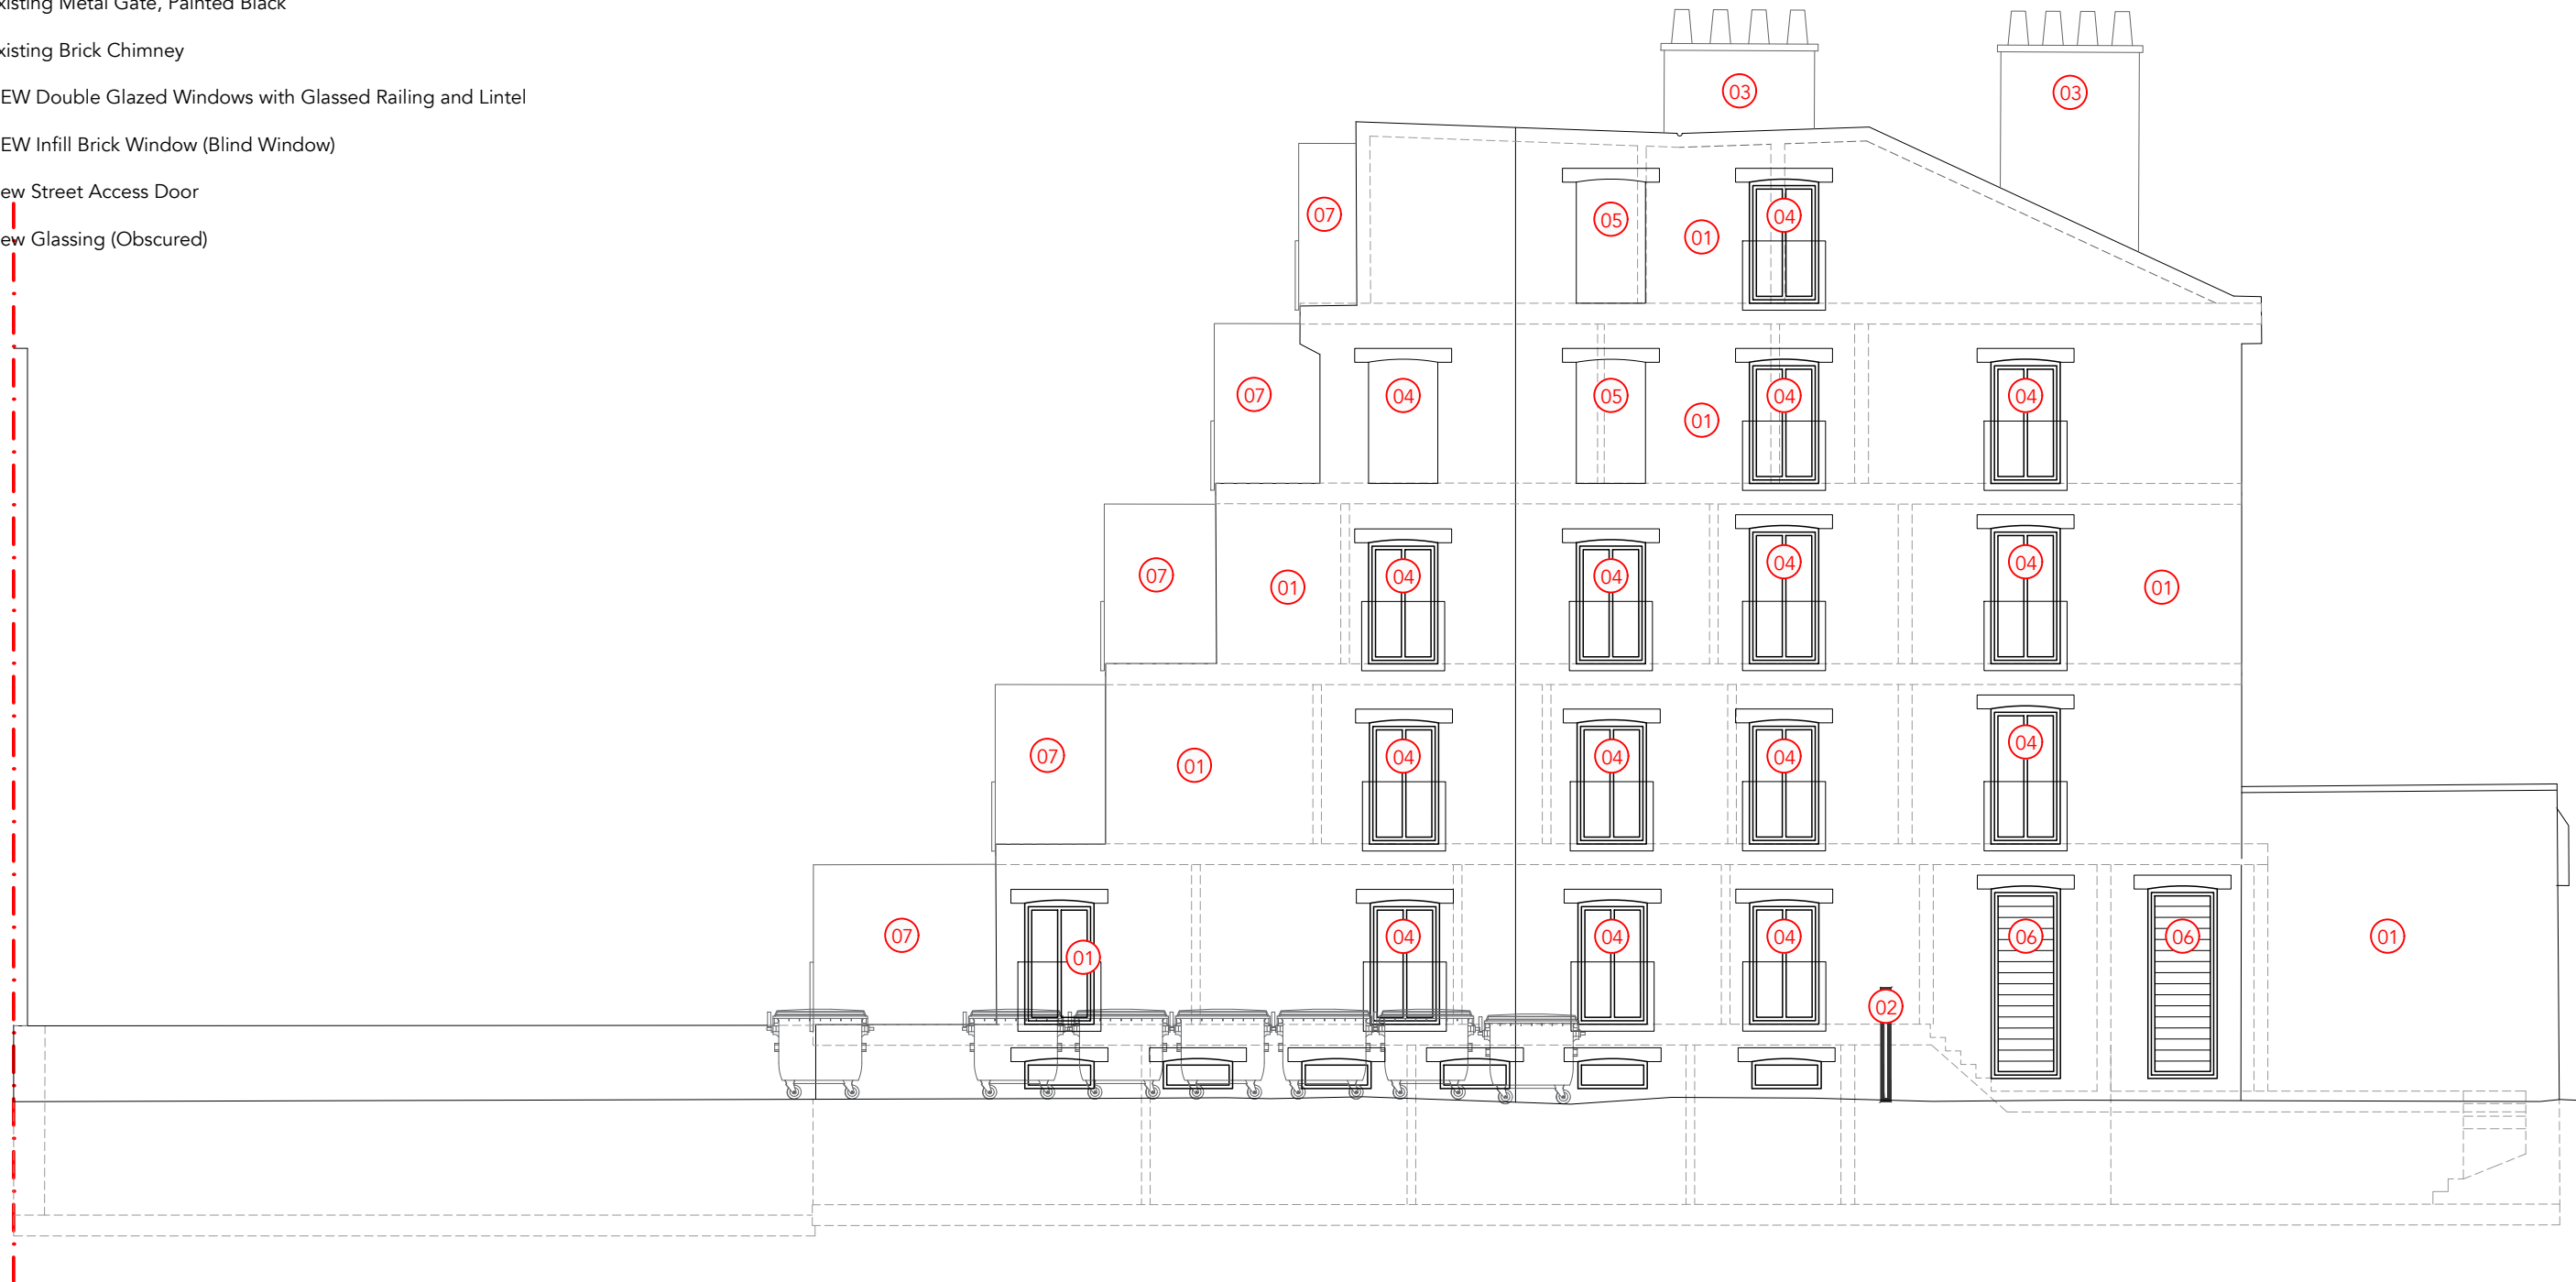 xisting Metal Gate, Painted Black
xisting Brick Chimney
EW Double Glazed Windows with Glassed Railing and Lintel
EW Infill Brick Window (Blind Window)
ew Street Access Door
ew Glassing (Obscured)
03 03
07 05 01 04
07 04 05 01 04 04
07 01 04 04 04 04 01
07 01 04 04 04 04
07 01 04 04 04 06 06 01
02